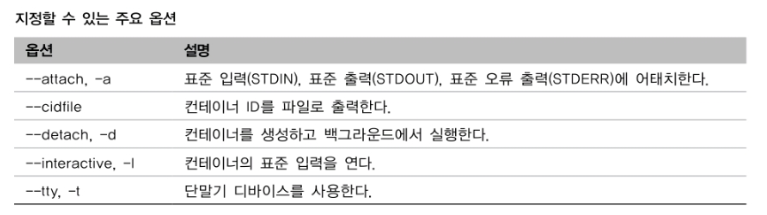 지정할 수 있는 주요 옵션
옵션 설명
--attach, -a 표준 입력(STDIN), 표준 출력(STDOUT), 표준 오류 출력(STDERR)에 어태치한다.
--cidfile 컨테이너 ID를 파일로 출력한다.
--detach, -d 컨테이너를 생성하고 백그라운드에서 실행한다.
--interactive, -l 컨테이너의 표준 입력을 연다.
--tty, -t 단말기 디바이스를 사용한다.